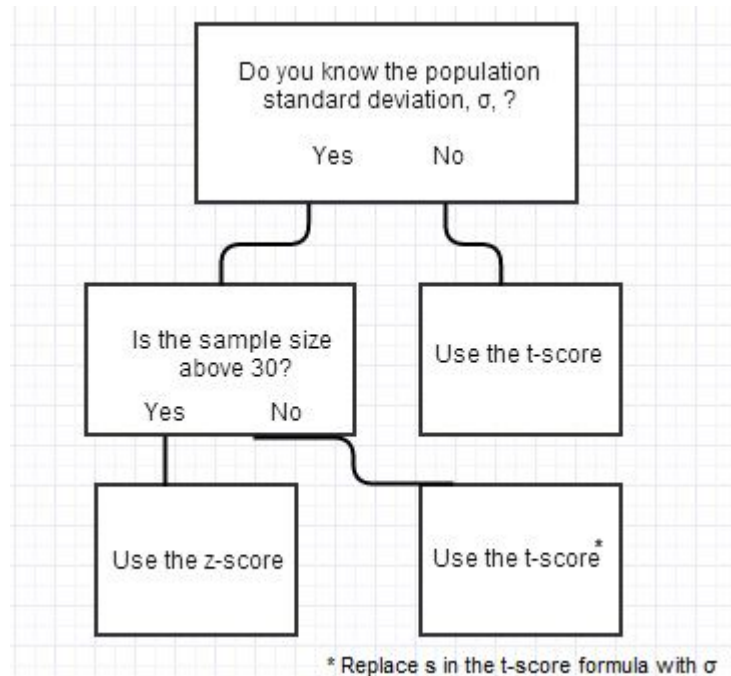 Do you know the population
standard deviation, σ, ?
Yes No
Is the sample size
above 30?
Yes No
Use the t-score
Use the z-score
Use the t-score*
* Replace s in the t-score formula with σ